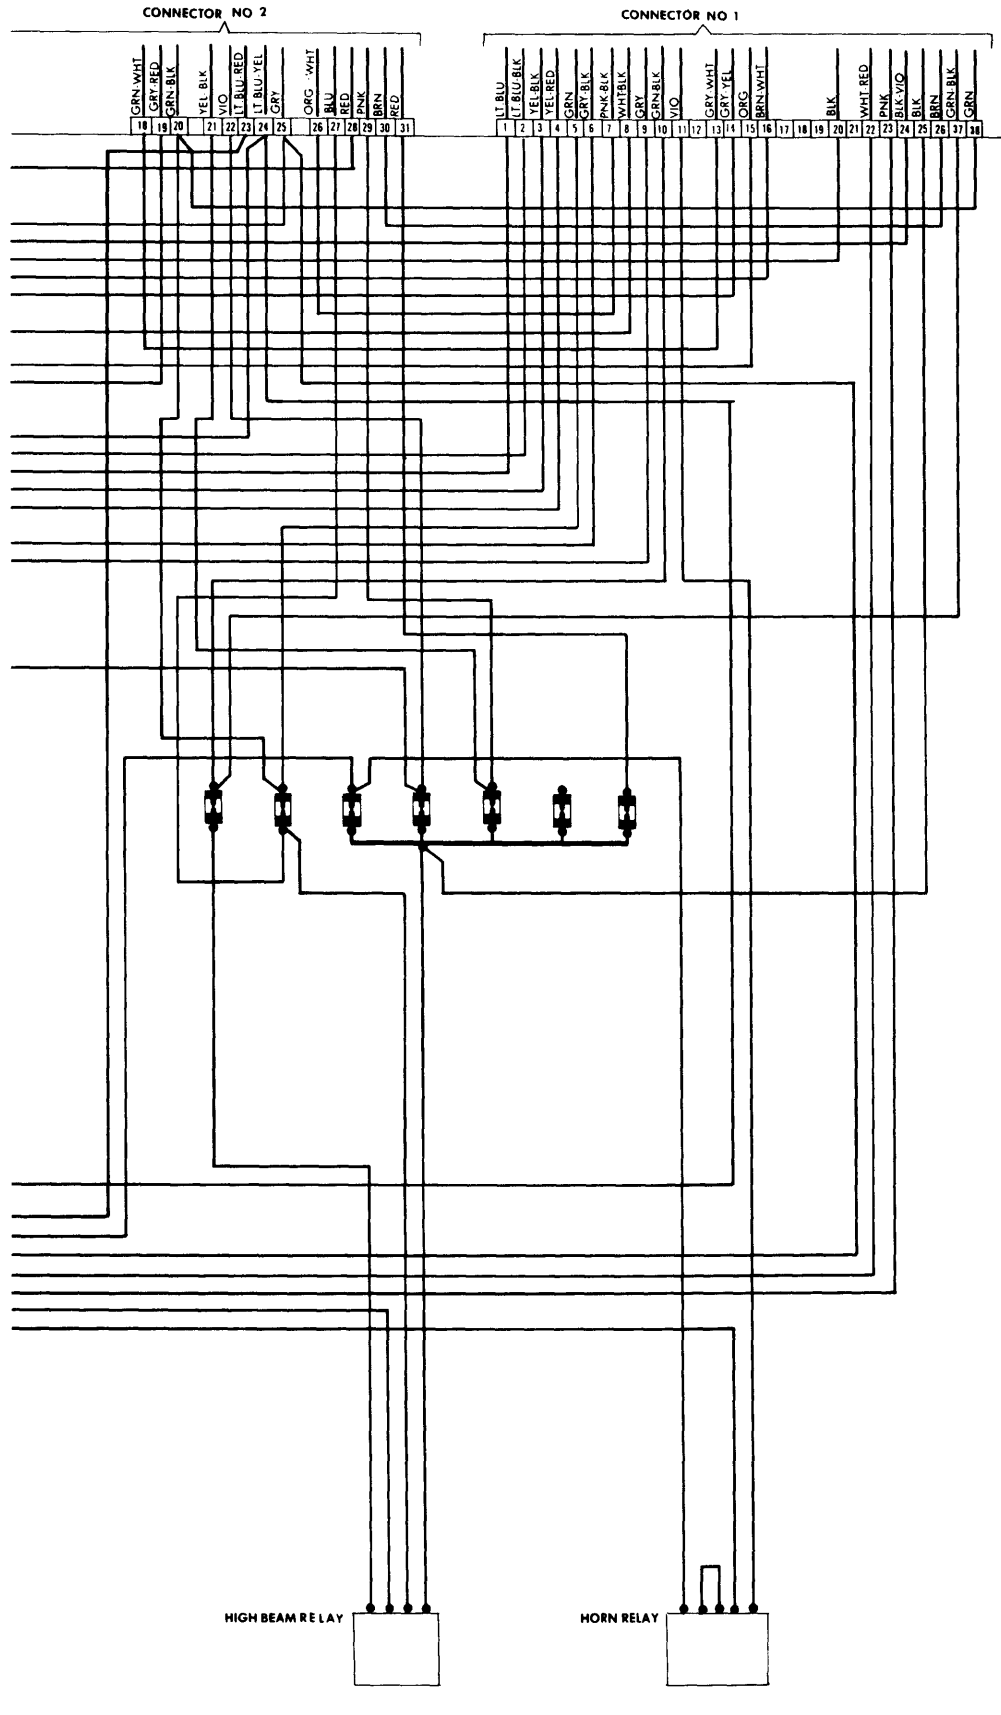 CONNECTOR NO 2
CONNECTOR NO 1
GRN-WHT
GRY-RED
GRN-BLK
YEL BLK
VIO
LT BLU-RED
LT BLU-YEL
GRY
ORG-WHT
BLU
RED
PNK
BRN
RED
LT BLU
LT BLU-BLK
YEL-BLK
YEL-RED
GRN
GRY-BLK
PNK-BLK
WHT-BLK
GRY
GRN-BLK
VIO
GRY-WHT
GRY-YEL
ORG
BRN-WHT
BLK
WHT-RED
PNK
BLK-VIO
BLK
BRN
GRN-BLK
GRN
18 19 20 21 22 23 24 25 26 27 28 29 30 31
1 2 3 4 5 6 7 8 9 10 11 12 13 14 15 16 17 18 19 20 21 22 23 24 25 26 37 38
HIGH BEAM RELAY
HORN RELAY